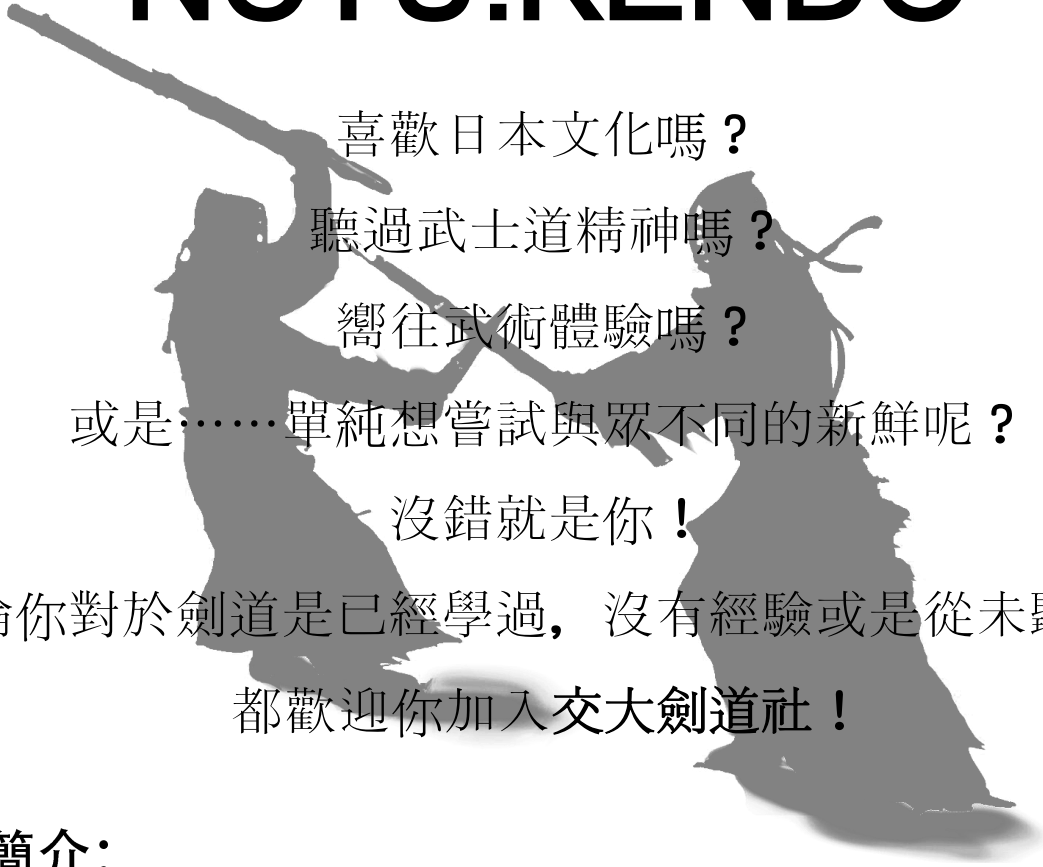 NCTU.KENDO
喜歡日本文化嗎？
聽過武士道精神嗎？
嚮往武術體驗嗎？
或是⋯⋯單純想嘗試與眾不同的新鮮呢？
沒錯就是你！
你對於劍道是已經學過，沒有經驗或是從未
都歡迎你加入交大劍道社！
簡介: